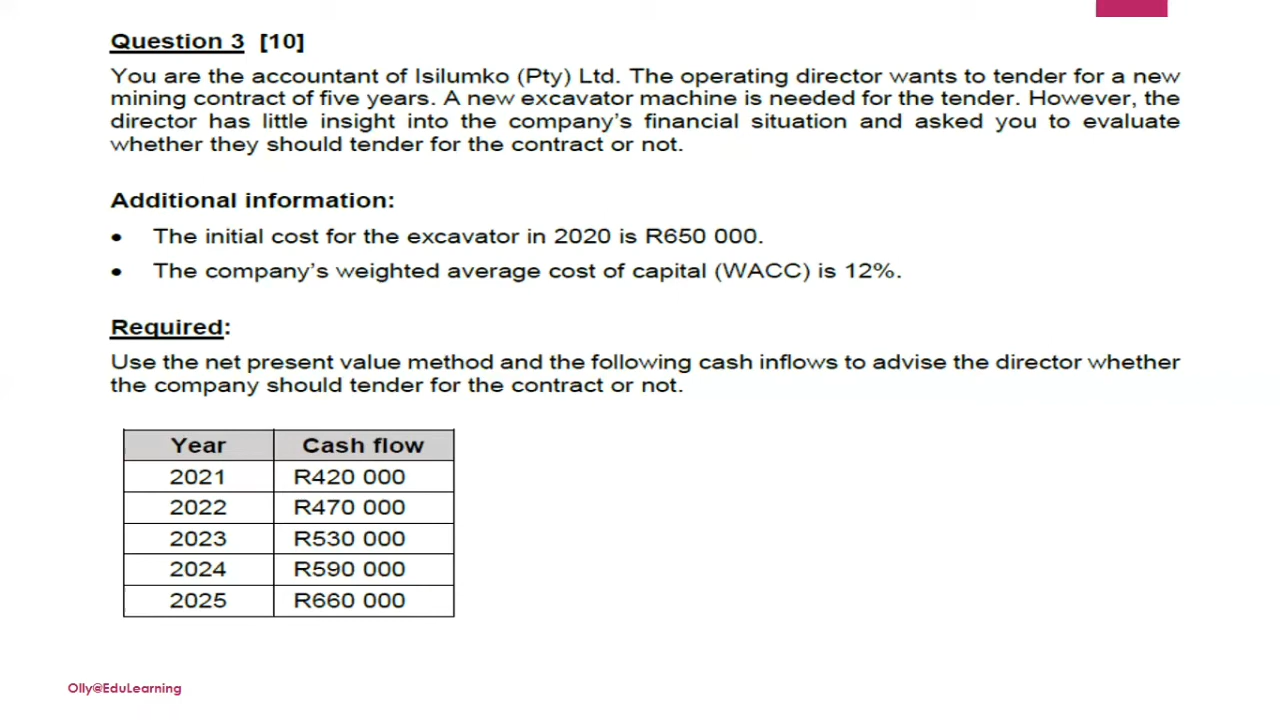 Question 3 [10]
You are the accountant of Isilumko (Pty) Ltd. The operating director wants to tender for a new
mining contract of five years. A new excavator machine is needed for the tender. However, the
director has little insight into the company's financial situation and asked you to evaluate
whether they should tender for the contract or not.
Additional information:
• The initial cost for the excavator in 2020 is R650 000.
• The company's weighted average cost of capital (WACC) is 12%.
Required:
Use the net present value method and the following cash inflows to advise the director whether
the company should tender for the contract or not.
Year Cash flow
2021 R420 000
2022 R470 000
2023 R530 000
2024 R590 000
2025 R660 000
Olly@EduLearning